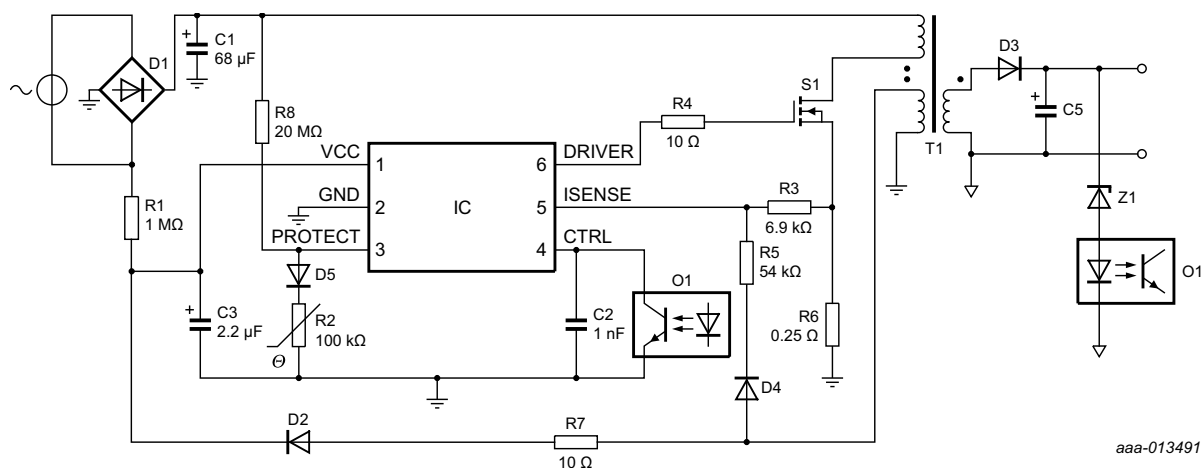 C1
68 µF
D1
D3
S1
R4
10 Ω
C5
R8
20 MΩ
T1
VCC
1
6
DRIVER
GND
2
IC
5
ISENSE
R3
6.9 kΩ
Z1
R1
1 MΩ
PROTECT
3
4
CTRL
R5
54 kΩ
D5
O1
O1
C3
2.2 µF
R2
100 kΩ
Θ
C2
1 nF
R6
0.25 Ω
D4
D2
R7
10 Ω
aaa-013491